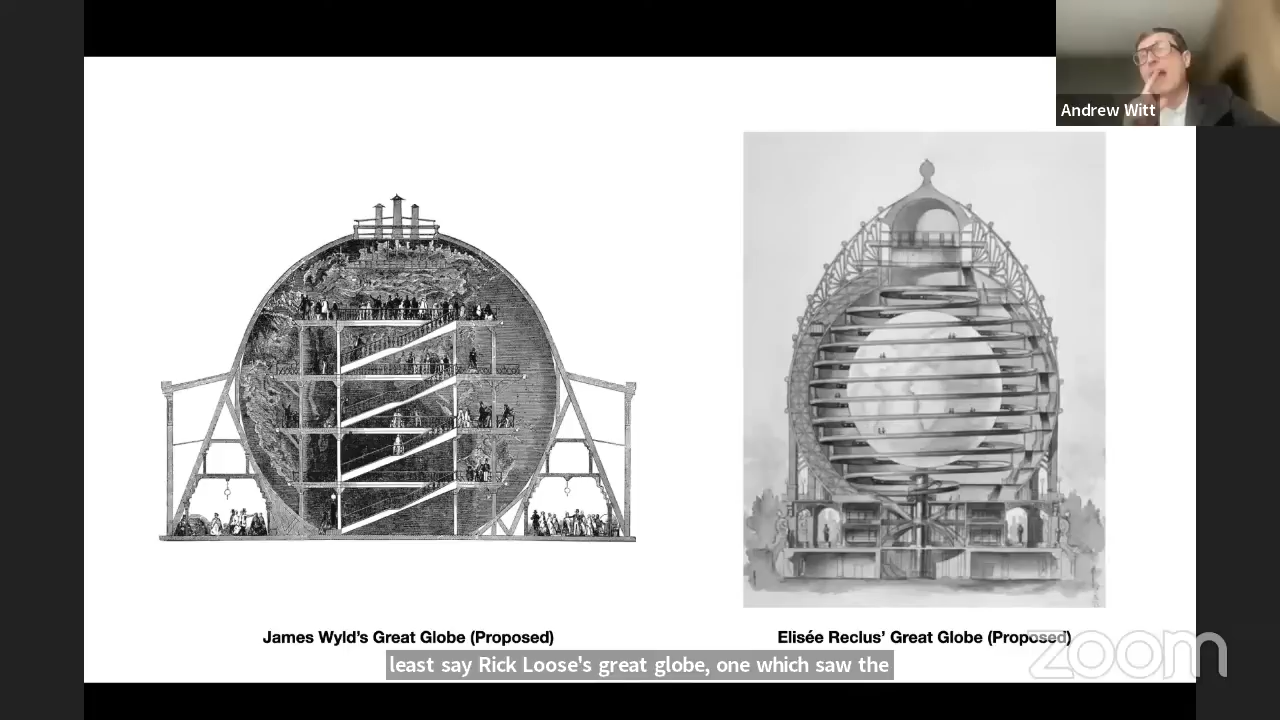 Andrew Witt
James Wyld's Great Globe (Proposed)
Elisée Reclus' Great Globe (Proposed)
least say Rick Loose's great globe, one which saw the
zoom